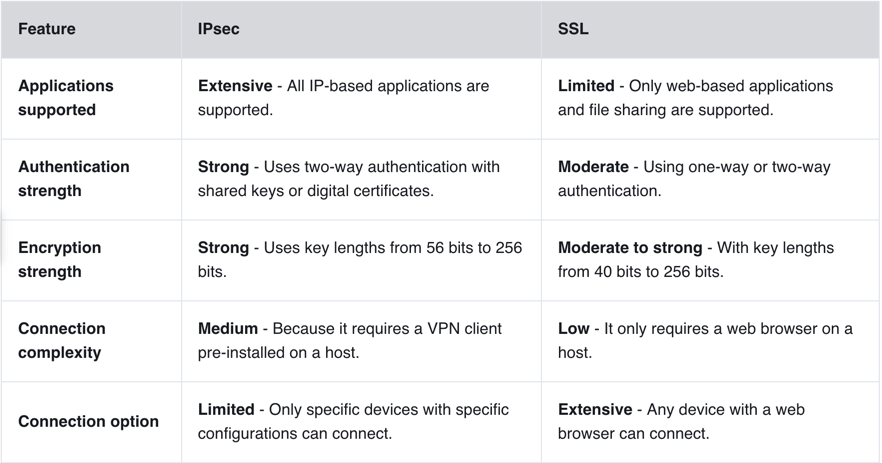 Feature
IPsec
SSL
Applications
supported
Extensive - All IP-based applications are
supported.
Limited - Only web-based applications
and file sharing are supported.
Authentication
strength
Strong - Uses two-way authentication with
shared keys or digital certificates.
Moderate - Using one-way or two-way
authentication.
Encryption
strength
Strong - Uses key lengths from 56 bits to 256
bits.
Moderate to strong - With key lengths
from 40 bits to 256 bits.
Connection
complexity
Medium - Because it requires a VPN client
pre-installed on a host.
Low - It only requires a web browser on a
host.
Connection option
Limited - Only specific devices with specific
configurations can connect.
Extensive - Any device with a web
browser can connect.